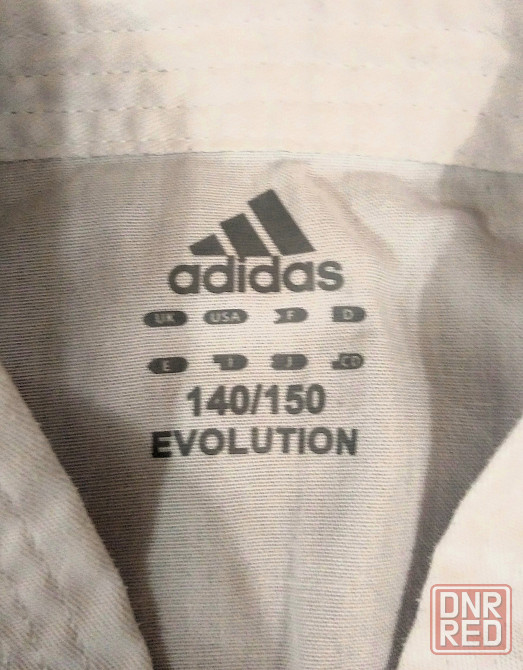 adidas
UK USA F D
E I J CD
140/150
EVOLUTION
DNR
RED